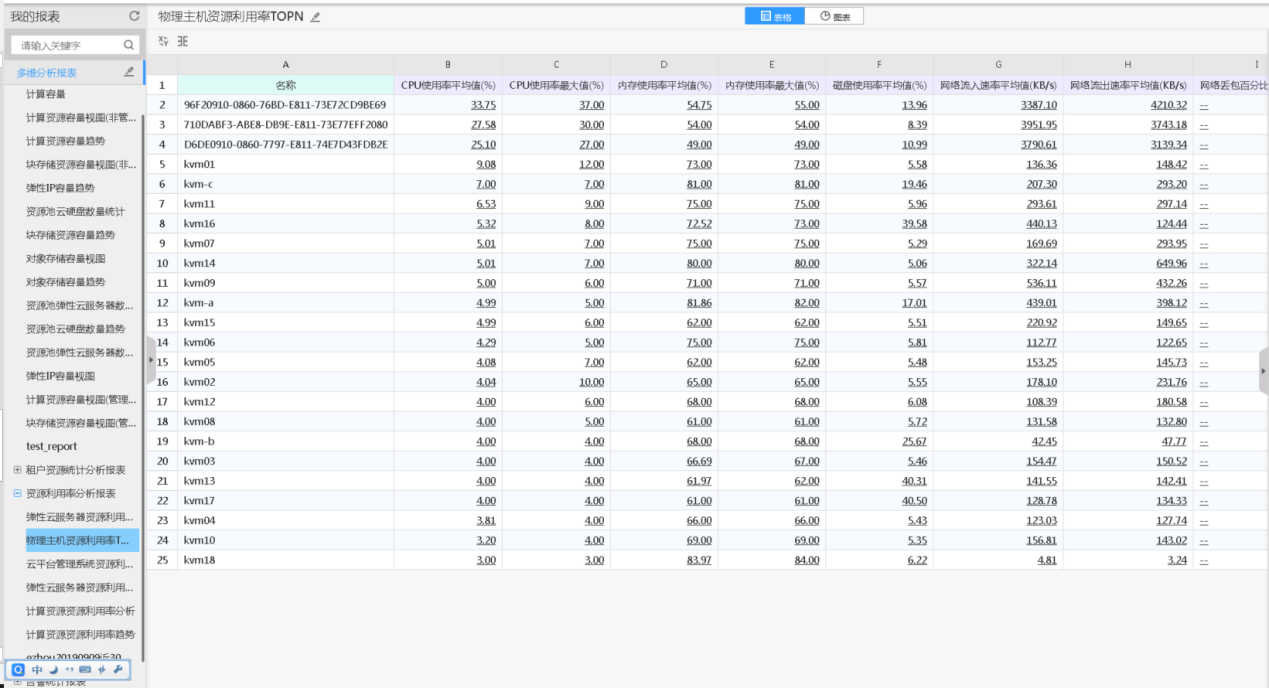 我的报表
请输入关键字
多维分析报表
计算容量
计算资源容量视图(非管...
计算资源容量趋势
块存储资源容量视图(非...
弹性IP容量趋势
资源池云硬盘数量统计
块存储资源容量趋势
对象存储容量视图
对象存储容量趋势
资源池弹性云服务器数...
资源池云硬盘数量趋势
资源池弹性云服务器数...
弹性IP容量视图
计算资源容量视图(管理...
块存储资源容量视图(管...
test_report
租户资源统计分析报表
资源利用率分析报表
弹性云服务器资源利用...
物理主机资源利用率T...
云平台管理系统资源利...
弹性云服务器资源利用...
计算资源资源利用率分析
计算资源资源利用率趋势
ezhou20190909近30
中
告警统计报表
物理主机资源利用率TOPN
表格 图表
A B C D E F G H I
1 名称 CPU使用率平均值(%) CPU使用率最大值(%) 内存使用率平均值(%) 内存使用率最大值(%) 磁盘使用率平均值(%) 网络流入速率平均值(KB/s) 网络流出速率平均值(KB/s) 网络丢包百分比
2 96F20910-0860-76BD-E811-73E72CD9BE69 33.75 37.00 54.75 55.00 13.96 3387.10 4210.32 --
3 710DABF3-ABE8-DB9E-E811-73E77EFF2080 27.58 30.00 54.00 54.00 8.39 3951.95 3743.18 --
4 D6DE0910-0860-7797-E811-74E7D43FDB2E 25.10 27.00 49.00 49.00 10.99 3790.61 3139.34 --
5 kvm01 9.08 12.00 73.00 73.00 5.58 136.36 148.42 --
6 kvm-c 7.00 7.00 81.00 81.00 19.46 207.30 293.20 --
7 kvm11 6.53 9.00 75.00 75.00 5.96 293.61 297.14 --
8 kvm16 5.32 8.00 72.52 73.00 39.58 440.13 124.44 --
9 kvm07 5.01 7.00 75.00 75.00 5.29 169.69 293.95 --
10 kvm14 5.01 7.00 80.00 80.00 5.06 322.14 649.96 --
11 kvm09 5.00 6.00 71.00 71.00 5.57 536.11 432.26 --
12 kvm-a 4.99 5.00 81.86 82.00 17.01 439.01 398.12 --
13 kvm15 4.99 6.00 62.00 62.00 5.51 220.92 149.65 --
14 kvm06 4.29 5.00 75.00 75.00 5.81 112.77 122.65 --
15 kvm05 4.08 7.00 62.00 62.00 5.48 153.25 145.73 --
16 kvm02 4.04 10.00 65.00 65.00 5.55 178.10 231.76 --
17 kvm12 4.00 6.00 68.00 68.00 6.08 108.39 180.58 --
18 kvm08 4.00 5.00 61.00 61.00 5.72 131.58 132.80 --
19 kvm-b 4.00 4.00 68.00 68.00 25.67 42.45 47.77 --
20 kvm03 4.00 4.00 66.69 67.00 5.46 154.47 150.52 --
21 kvm13 4.00 4.00 61.97 62.00 40.31 141.55 142.41 --
22 kvm17 4.00 4.00 61.00 61.00 40.50 128.78 134.33 --
23 kvm04 3.81 4.00 66.00 66.00 5.43 123.03 127.74 --
24 kvm10 3.20 4.00 69.00 69.00 5.35 156.81 143.02 --
25 kvm18 3.00 3.00 83.97 84.00 6.22 4.81 3.24 --